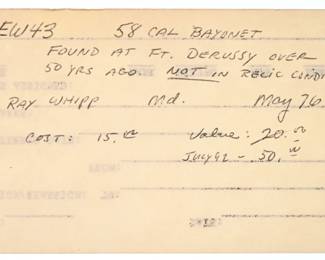 EW43 58 CAL BAYONET
FOUND AT FT. DERUSSY OVER
50 YRS AGO. NOT IN RELIC CONDI
RAY WHIPP Md. MAY 76
COST: 15.00 Value: 20.00
JULY 92 - 50.00